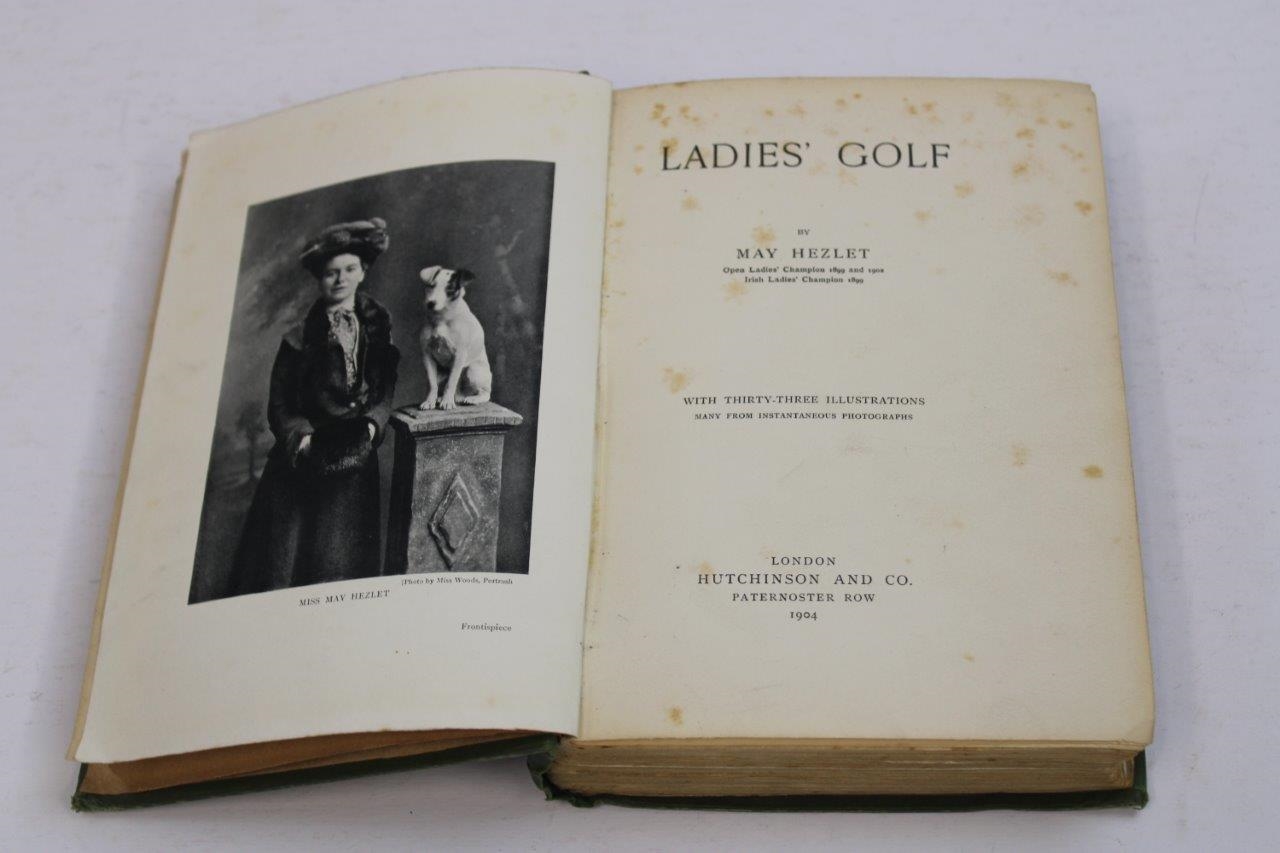 [Photo by Miss Woods, Portrush
MISS MAY HEZLET
Frontispiece
LADIES' GOLF
BY
MAY HEZLET
Open Ladies' Champion 1899 and 1902
Irish Ladies' Champion 1899
WITH THIRTY-THREE ILLUSTRATIONS
MANY FROM INSTANTANEOUS PHOTOGRAPHS
LONDON
HUTCHINSON AND CO.
PATERNOSTER ROW
1904